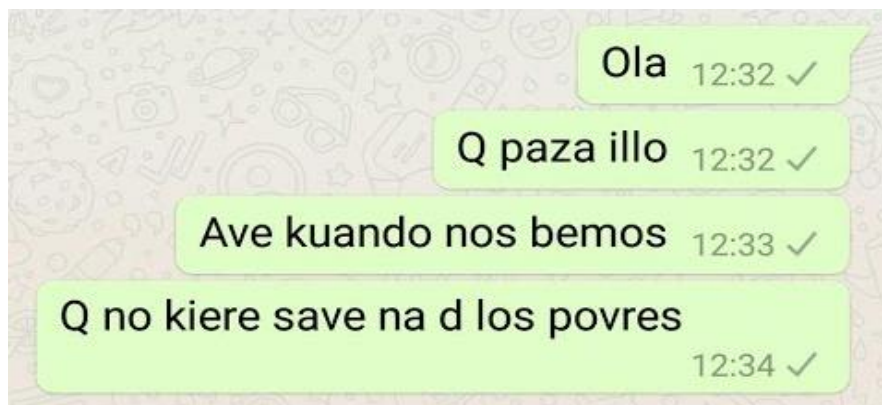 Ola 12:32
Q paza illo 12:32
Ave kuando nos bemos 12:33
Q no kiere save na d los povres
12:34